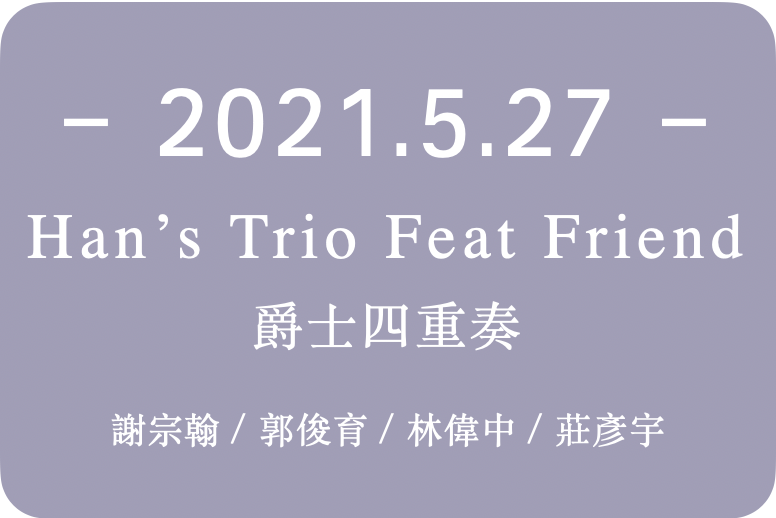 – 2021.5.27 –
Han’s Trio Feat Friend
爵士四重奏
謝宗翰 / 郭俊育 / 林偉中 / 莊彥宇